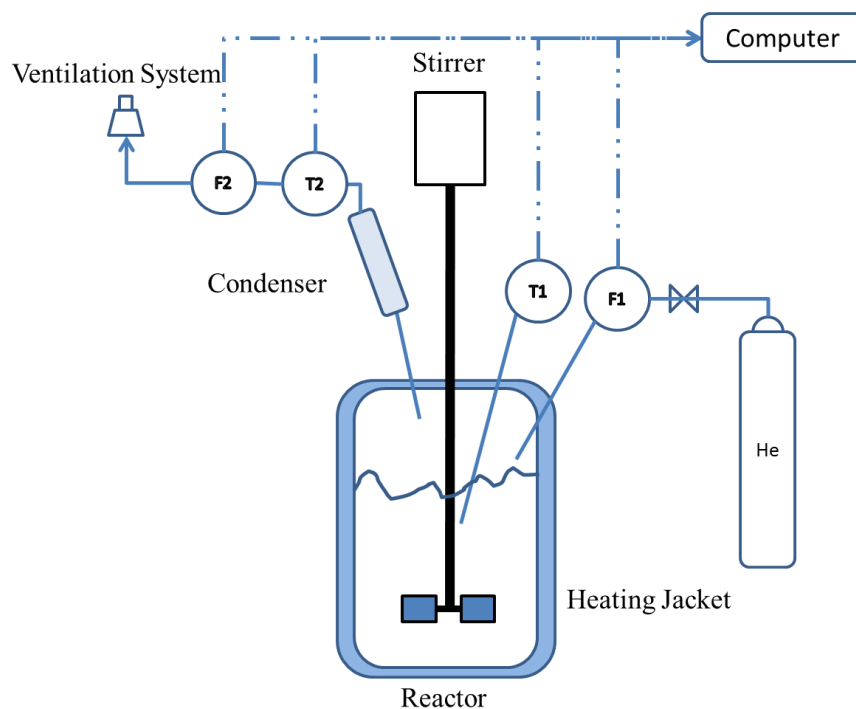 Computer
Stirrer
Ventilation System
F2
T2
Condenser
T1
F1
He
Heating Jacket
Reactor